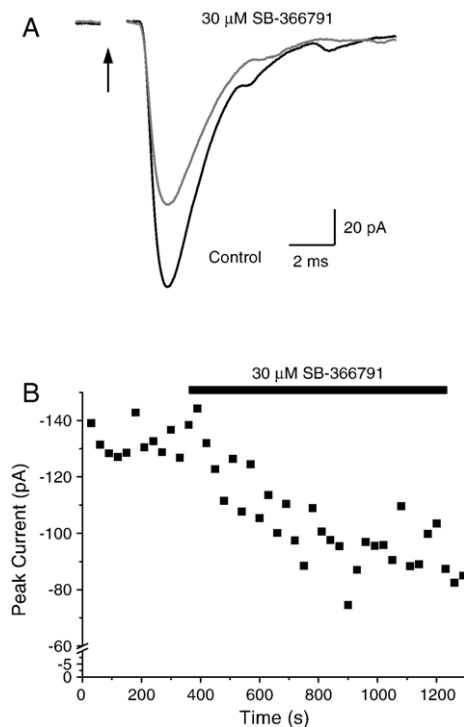 A
30 μM SB-366791
20 pA
2 ms
Control
B
30 μM SB-366791
Peak Current (pA)
-140
-120
-100
-80
-60
-5
0
0 200 400 600 800 1000 1200
Time (s)